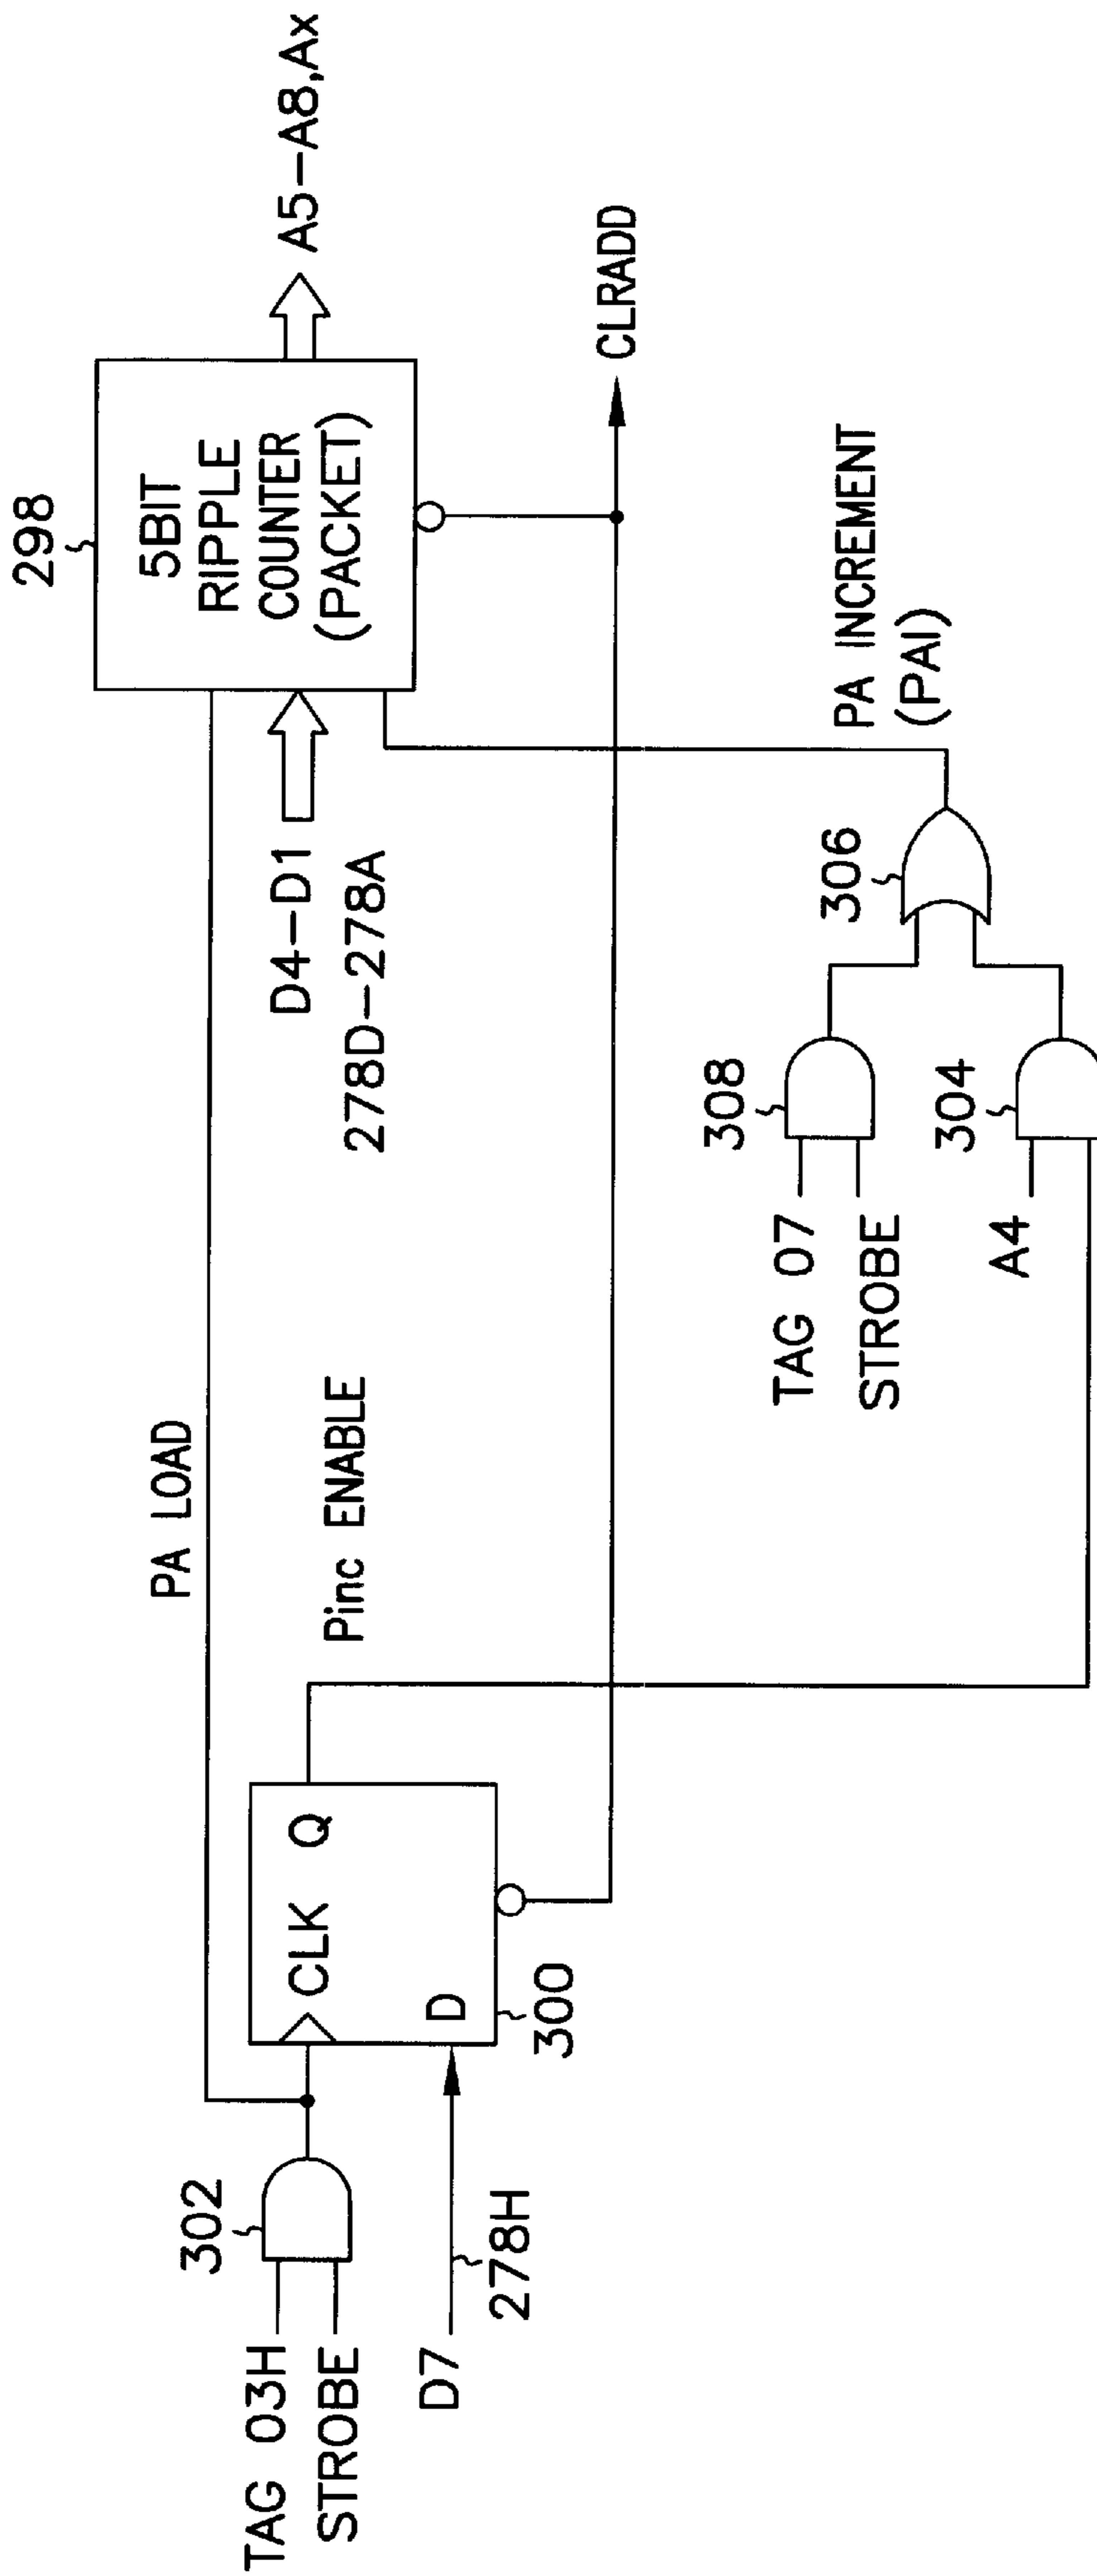 298
5BIT
RIPPLE
COUNTER
(PACKET)
A5-A8,Ax
PA LOAD
D4-D1
278D-278A
CLRADD
Pinc ENABLE
302
TAG 03H
STROBE
CLK Q
D
300
D7
278H
PA INCREMENT
(PAI)
306
308
TAG 07
STROBE
304
A4